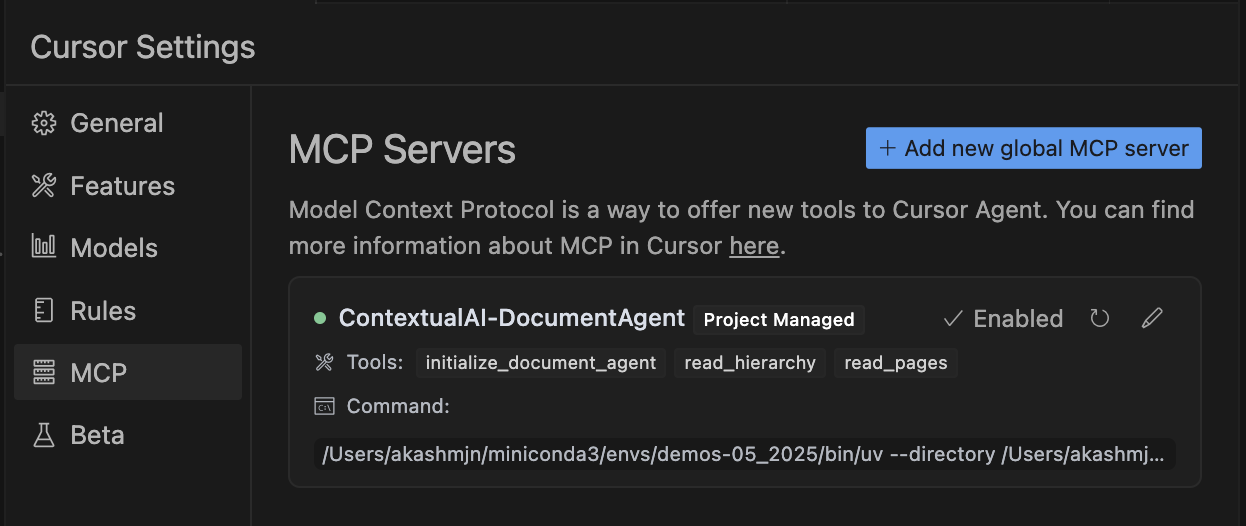 Cursor Settings
General
Features
Models
Rules
MCP
Beta
MCP Servers
+ Add new global MCP server
Model Context Protocol is a way to offer new tools to Cursor Agent. You can find
more information about MCP in Cursor here.
ContextualAI-DocumentAgent Project Managed Enabled
Tools: initialize_document_agent read_hierarchy read_pages
Command:
/Users/akashmjn/miniconda3/envs/demos-05_2025/bin/uv --directory /Users/akashmj...